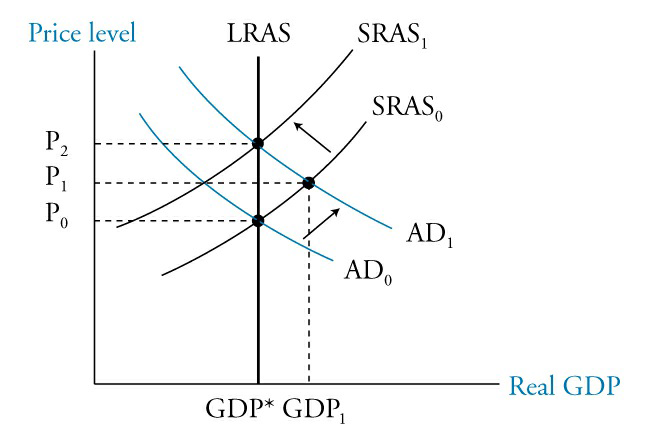 Price level
LRAS
SRAS₁
SRAS₀
P₂
P₁
P₀
AD₁
AD₀
Real GDP
GDP* GDP₁